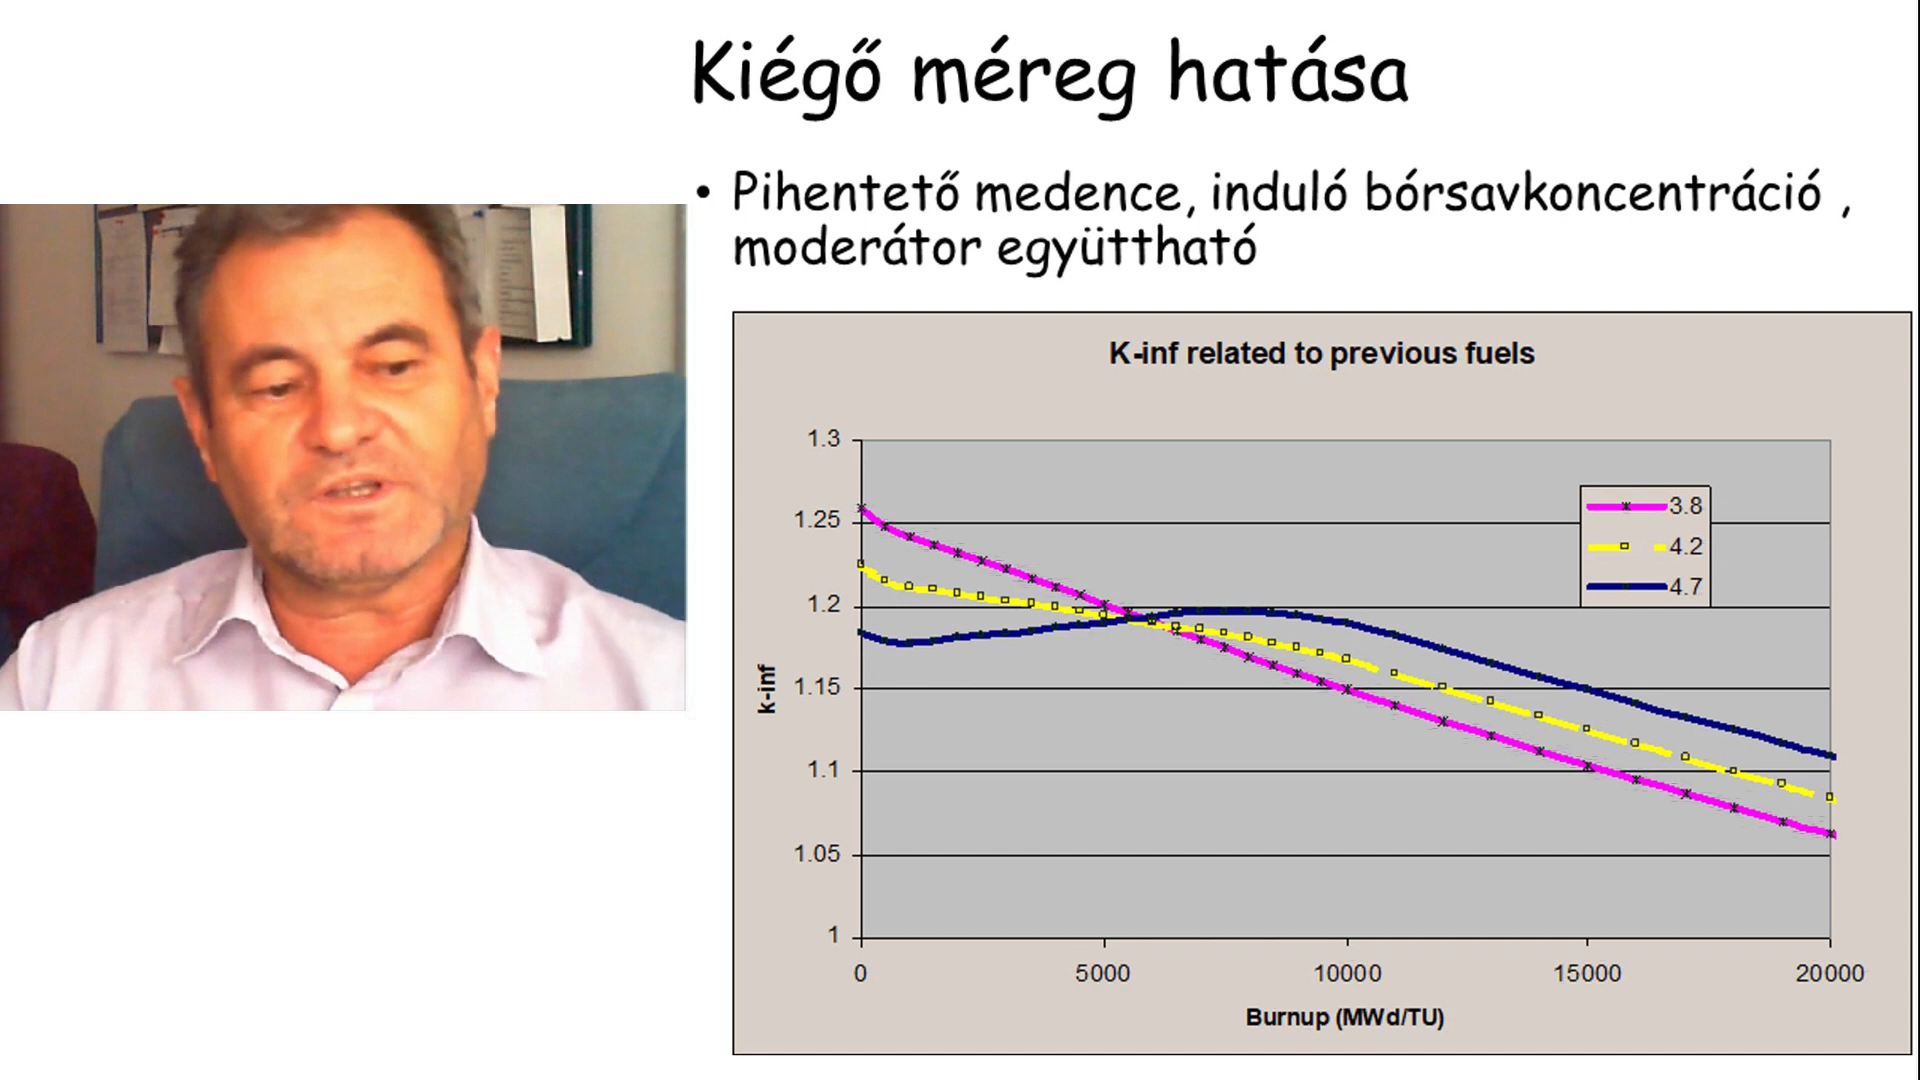 Kiégő méreg hatása
• Pihentető medence, induló bórsavkoncentráció ,
moderátor együttható
K-inf related to previous fuels
1.3
1.25
1.2
1.15
1.1
1.05
1
k-inf
3.8
4.2
4.7
0 5000 10000 15000 20000
Burnup (MWd/TU)